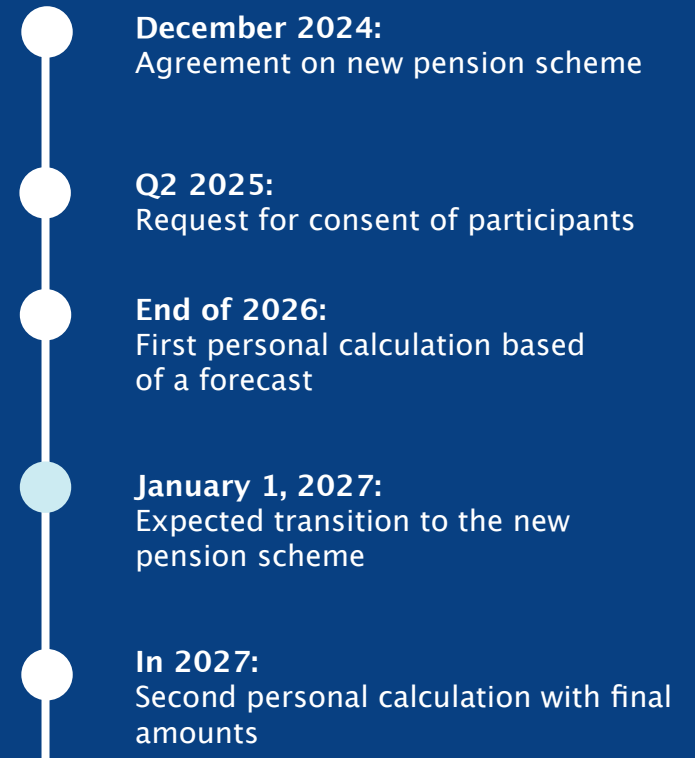 December 2024:
Agreement on new pension scheme
Q2 2025:
Request for consent of participants
End of 2026:
First personal calculation based
of a forecast
January 1, 2027:
Expected transition to the new
pension scheme
In 2027:
Second personal calculation with final
amounts